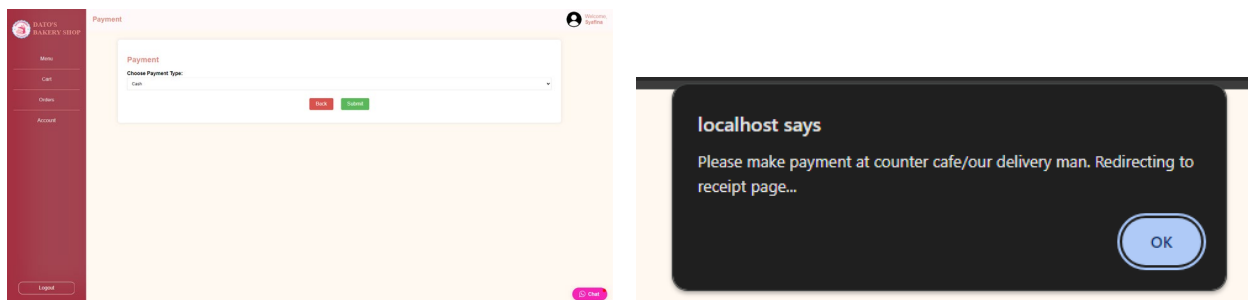 DATO'S
BAKERY SHOP
Payment
Welcome,
Syafina
Menu
Cart
Orders
Account
Logout
Payment
Choose Payment Type:
Cash
Back
Submit
Chat
localhost says
Please make payment at counter cafe/our delivery man. Redirecting to
receipt page...
OK